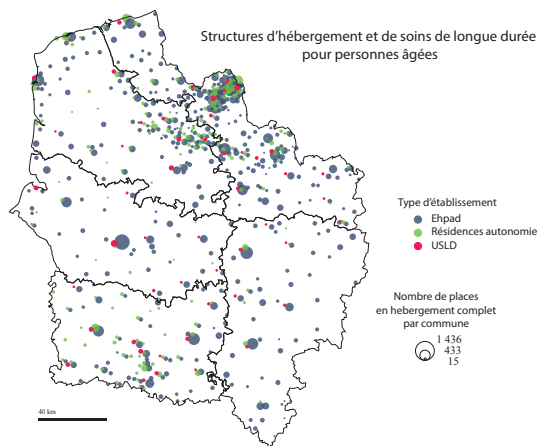 Structures d'hébergement et de soins de longue durée
pour personnes âgées
Type d'établissement
Ehpad
Résidences autonomie
USLD
Nombre de places
en hebergement complet
par commune
1 436
433
15
40 km